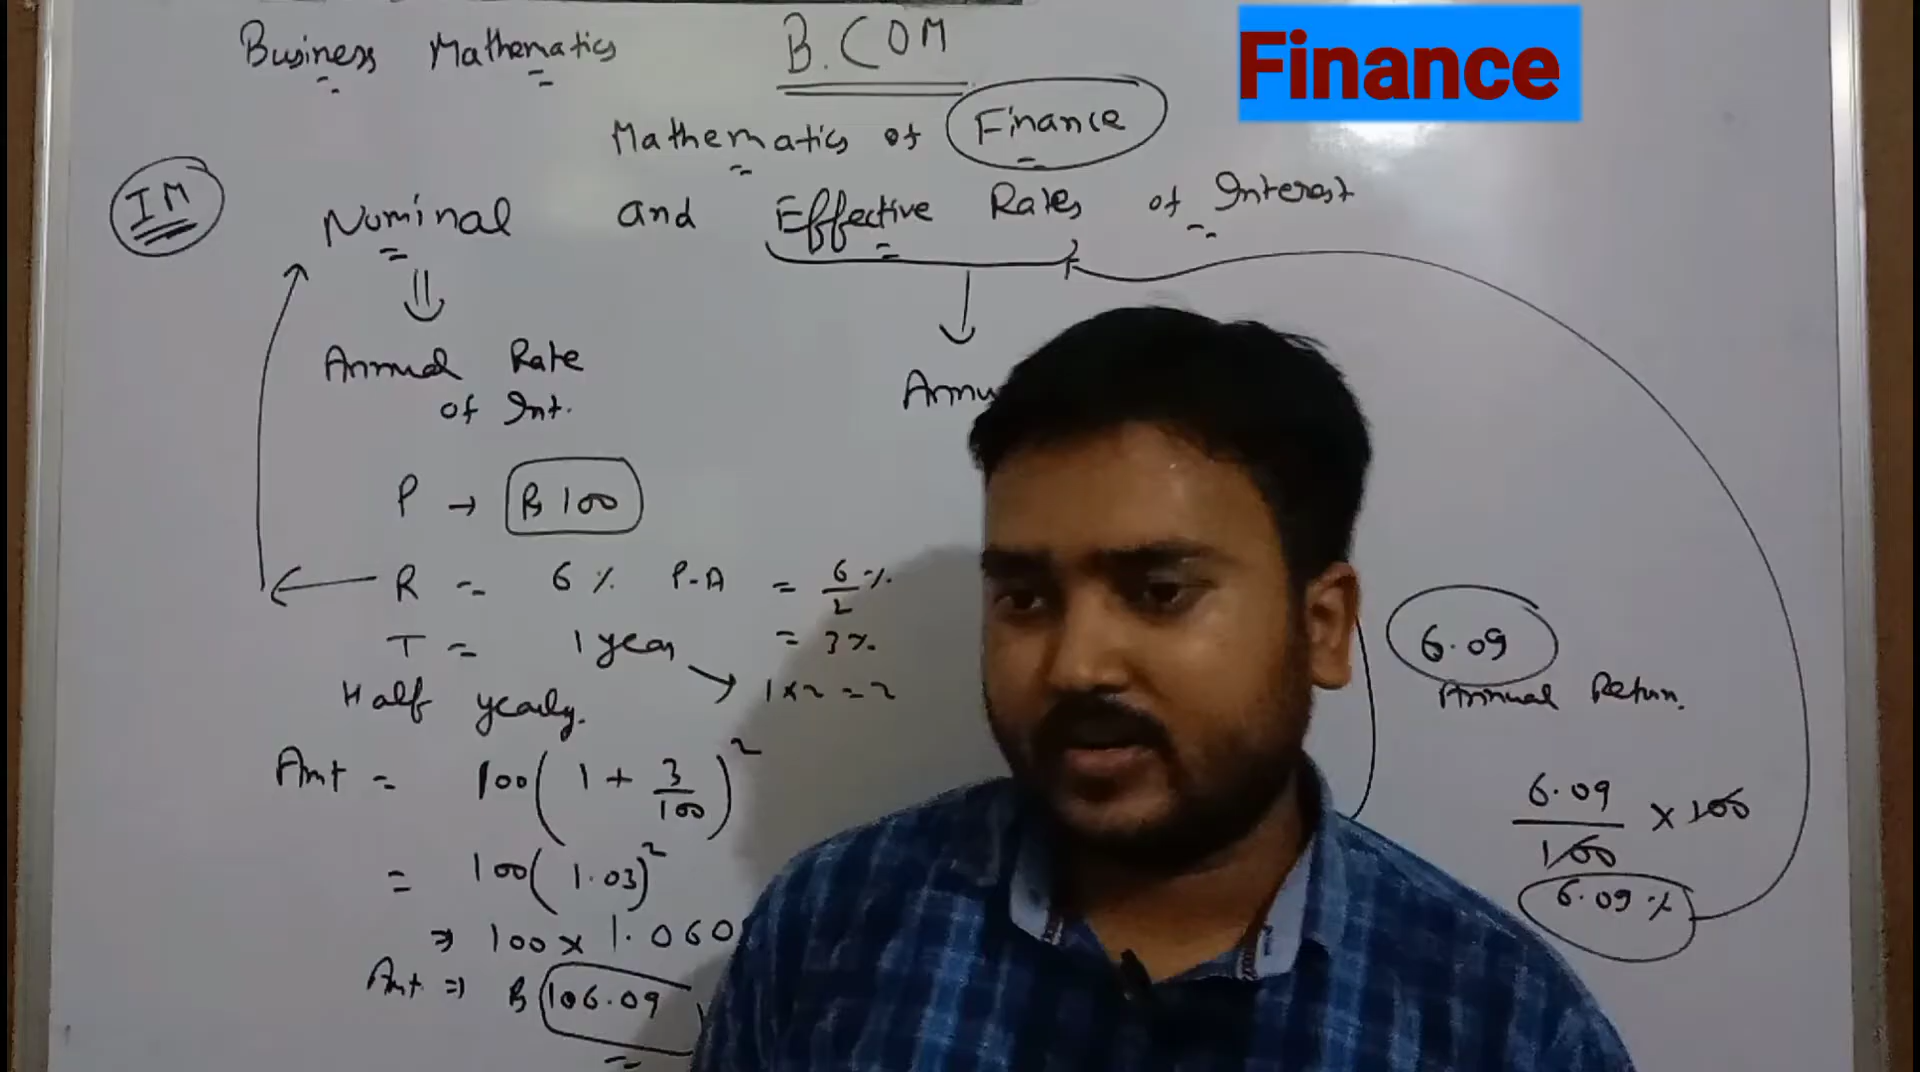 Business Mathematics B.COM
Finance
Mathematics of Finance
IM
Nominal and Effective Rates of Interest
Annual Rate
of Int.
Annu
P → ₨ 100
R = 6 % P.A = 6/2 %
T = 1 year = 3%
Half yearly. 1 × 2 = 2
6.09
Annual Return.
Amt = 100(1 + 3/100)²
= 100(1.03)²
⇒ 100 × 1.060
Amt ⇒ ₨ 106.09
6.09/100 × 100
6.09 %